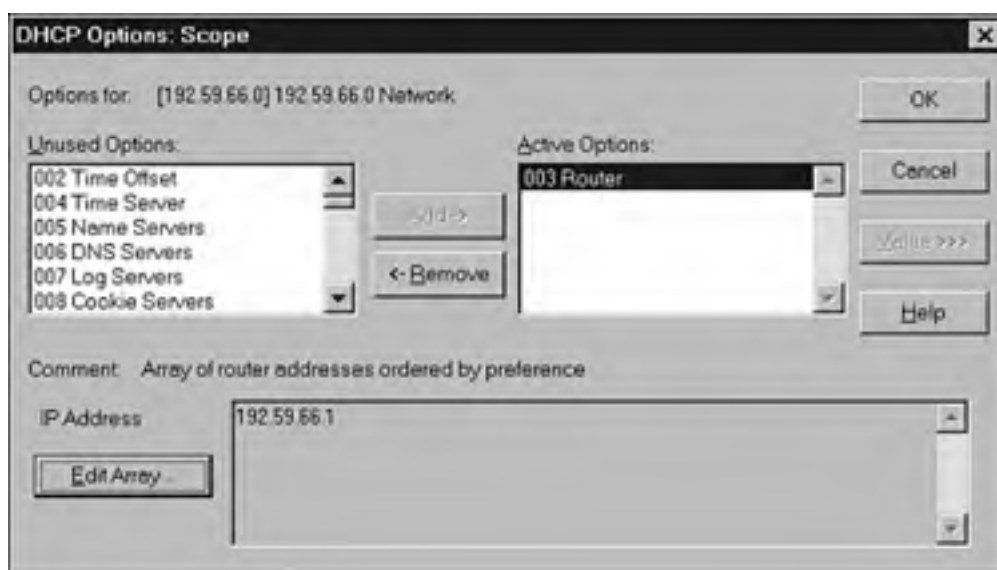 DHCP Options: Scope
Options for: [192.59.66.0] 192.59.66.0 Network
OK
Unused Options:
Active Options:
002 Time Offset
004 Time Server
005 Name Servers
006 DNS Servers
007 Log Servers
008 Cookie Servers
Add ->
<- Remove
003 Router
Cancel
Value >>>
Help
Comment: Array of router addresses ordered by preference
IP Address
192.59.66.1
Edit Array...